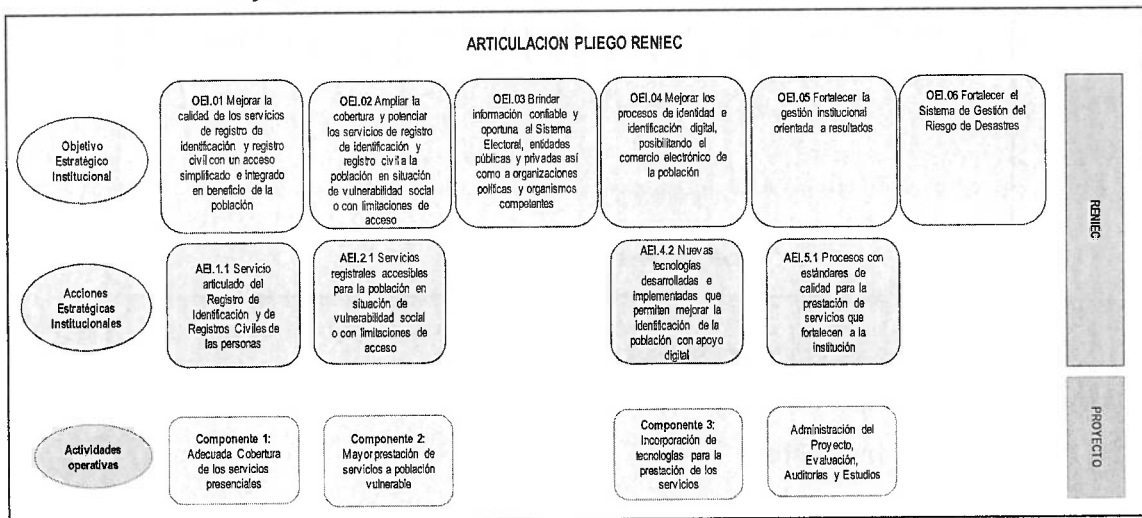 ARTICULACION PLIEGO RENIEC
Objetivo
Estratégico
Institucional
OEI.01 Mejorar la
calidad de los servicios
de registro de
identificación y registro
civil con un acceso
simplificado e integrado
en beneficio de la
población
OEI.02 Ampliar la
cobertura y potenciar
los servicios de registro
de identificación y
registro civil a la
población en situación
de vulnerabilidad social
o con limitaciones de
acceso
OEI.03 Brindar
información confiable y
oportuna al Sistema
Electoral, entidades
públicas y privadas así
como a organizaciones
políticas y organismos
competentes
OEI.04 Mejorar los
procesos de identidad e
identificación digital,
posibilitando el
comercio electrónico de
la población
OEI.05 Fortalecer la
gestión institucional
orientada a resultados
OEI.06 Fortalecer el
Sistema de Gestión del
Riesgo de Desastres
RENIEC
Acciones
Estratégicas
Institucionales
AEI.1.1 Servicio
articulado del
Registro de
Identificación y de
Registros Civiles de
las personas
AEI.2.1 Servicios
registrales accesibles
para la población en
situación de
vulnerabilidad social
o con limitaciones de
acceso
AEI.4.2 Nuevas
tecnologías
desarrolladas e
implementadas que
permiten mejorar la
identificación de la
población con apoyo
digital
AEI.5.1 Procesos con
estándares de
calidad para la
prestación de
servicios que
fortalecen a la
institución
Actividades
operativas
Componente 1:
Adecuada Cobertura
de los servicios
presenciales
Componente 2:
Mayor prestación de
servicios a población
vulnerable
Componente 3:
Incorporación de
tecnologías para la
prestación de los
servicios
Administración del
Proyecto,
Evaluación,
Auditorías y Estudios
PROYECTO